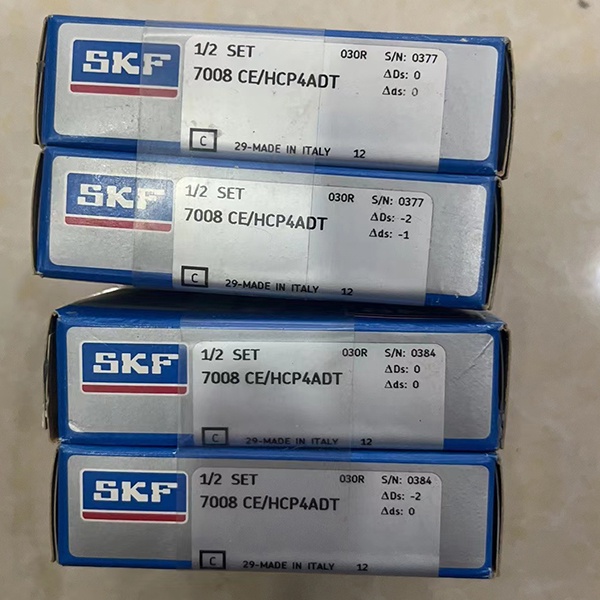 SKF
1/2 SET 030R S/N: 0377
7008 CE/HCP4ADT ΔDs: 0
Δds: 0
C 29-MADE IN ITALY 12
SKF
1/2 SET 030R S/N: 0377
7008 CE/HCP4ADT ΔDs: -2
Δds: -1
C 29-MADE IN ITALY 12
SKF
1/2 SET 030R S/N: 0384
7008 CE/HCP4ADT ΔDs: 0
Δds: 0
C 29-MADE IN ITALY 12
SKF
1/2 SET 030R S/N: 0384
7008 CE/HCP4ADT ΔDs: -2
Δds: 0
C 29-MADE IN ITALY 12